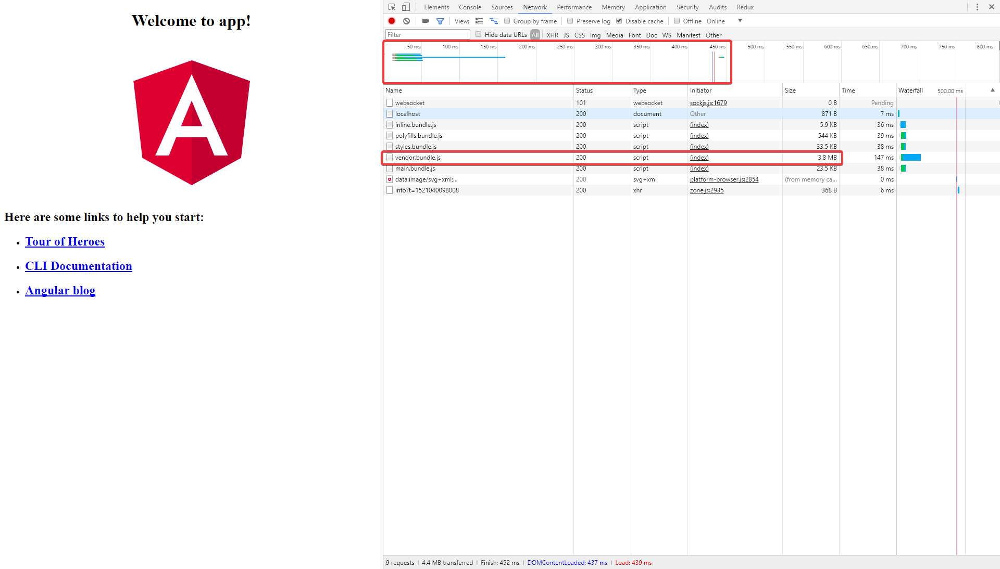 Welcome to app!
Here are some links to help you start:
Tour of Heroes
CLI Documentation
Angular blog
Elements Console Sources Network Performance Memory Application Security Audits Redux
View: Group by frame Preserve log Disable cache Offline Online
Filter Hide data URLs All XHR JS CSS Img Media Font Doc WS Manifest Other
50 ms 100 ms 150 ms 200 ms 250 ms 300 ms 350 ms 400 ms 450 ms 500 ms 550 ms 600 ms 650 ms 700 ms 750 ms 800 ms
Name Status Type Initiator Size Time Waterfall 500.00 ms
websocket 101 websocket sockjs.js:1679 0 B Pending
localhost 200 document Other 871 B 7 ms
inline.bundle.js 200 script (index) 5.9 KB 36 ms
polyfills.bundle.js 200 script (index) 544 KB 39 ms
styles.bundle.js 200 script (index) 33.5 KB 38 ms
vendor.bundle.js 200 script (index) 3.8 MB 147 ms
main.bundle.js 200 script (index) 23.5 KB 38 ms
data:image/svg+xml;... 200 svg+xml platform-browser.js:2854 (from memory ca... 0 ms
info?t=1521040098008 200 xhr zone.js:2935 368 B 6 ms
9 requests | 4.4 MB transferred | Finish: 452 ms | DOMContentLoaded: 437 ms | Load: 439 ms